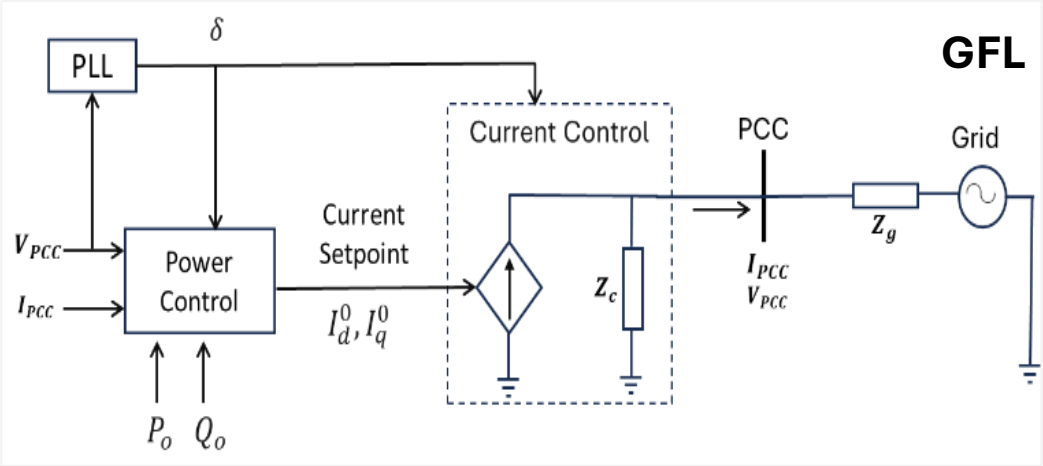 δ
GFL
PLL
Current Control
PCC
Grid
Current
Setpoint
V_PCC
Power
Control
Z_g
I_PCC
V_PCC
Z_c
I_PCC
I_d^0, I_q^0
P_o Q_o